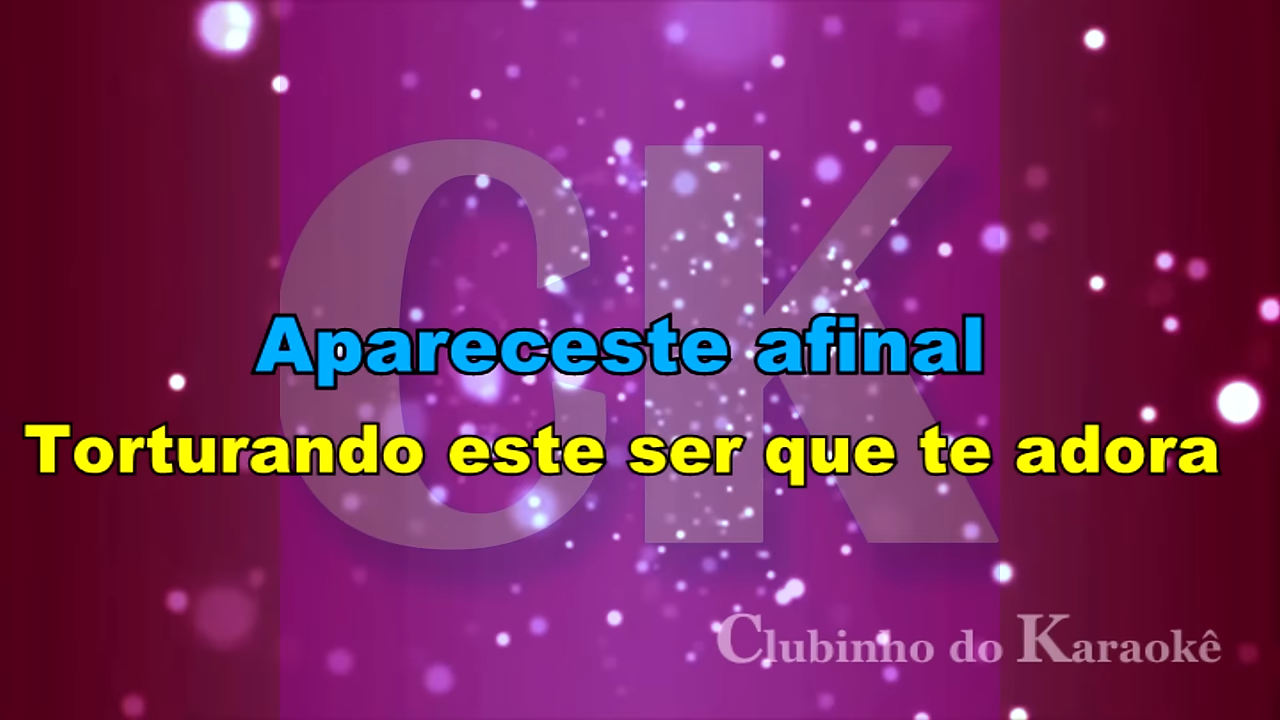 CK
Apareceste afinal
Torturando este ser que te adora
Clubinho do Karaokê